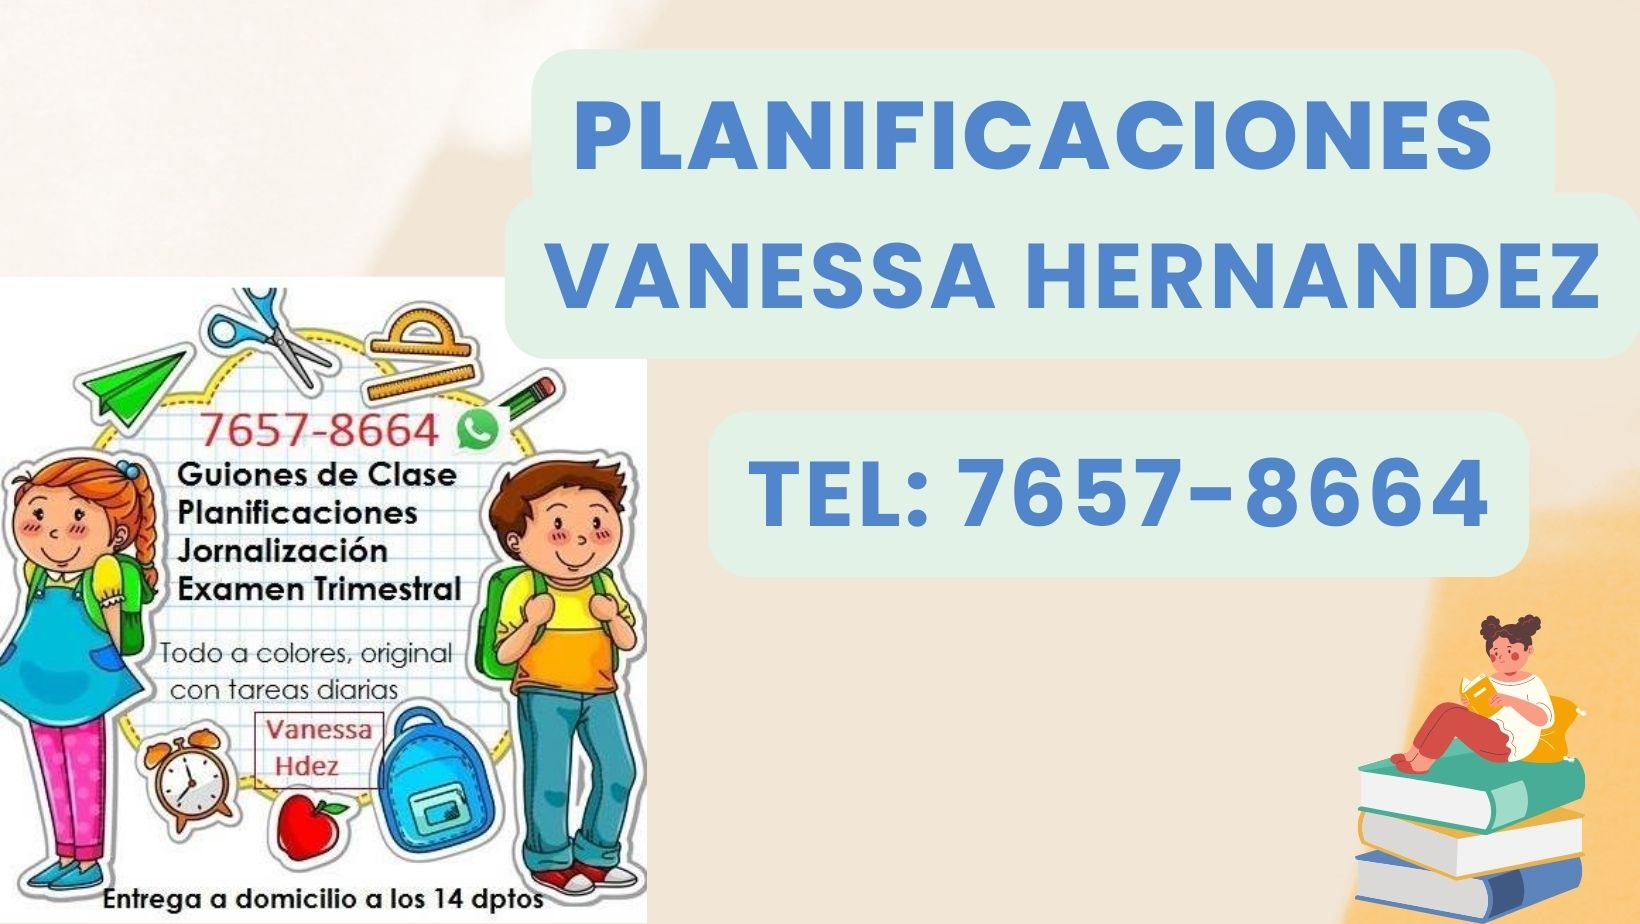 PLANIFICACIONES
VANESSA HERNANDEZ
TEL: 7657-8664
7657-8664
Guiones de Clase
Planificaciones
Jornalización
Examen Trimestral
Todo a colores, original
con tareas diarias
Vanessa
Hdez
Entrega a domicilio a los 14 dptos